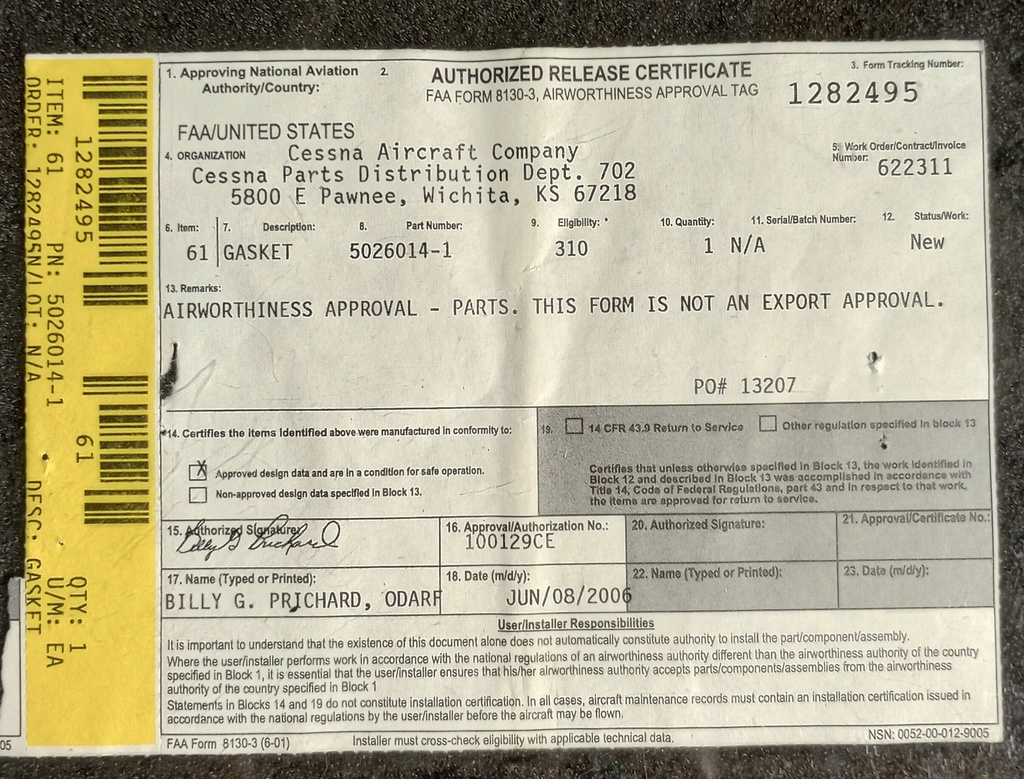 ITEM: 61 PN: 5026014-1 QTY: 1
ORDER: 1282495 N/LOT: N/A DESC: GASKET U/M: EA
1282495 61
1. Approving National Aviation Authority/Country:
2.
AUTHORIZED RELEASE CERTIFICATE
FAA FORM 8130-3, AIRWORTHINESS APPROVAL TAG
3. Form Tracking Number:
1282495
FAA/UNITED STATES
4. ORGANIZATION Cessna Aircraft Company
Cessna Parts Distribution Dept. 702
5800 E Pawnee, Wichita, KS 67218
5. Work Order/Contract/Invoice
Number: 622311
6. Item: 7. Description: 8. Part Number: 9. Eligibility: * 10. Quantity: 11. Serial/Batch Number: 12. Status/Work:
61 GASKET 5026014-1 310 1 N/A New
13. Remarks:
AIRWORTHINESS APPROVAL - PARTS. THIS FORM IS NOT AN EXPORT APPROVAL.
PO# 13207
14. Certifies the items identified above were manufactured in conformity to:
X Approved design data and are in a condition for safe operation.
Non-approved design data specified in Block 13.
19. 14 CFR 43.9 Return to Service Other regulation specified in block 13
Certifies that unless otherwise specified in Block 13, the work identified in
Block 12 and described in Block 13 was accomplished in accordance with
Title 14, Code of Federal Regulations, part 43 and in respect to that work,
the items are approved for return to service.
15. Authorized Signature:
Billy G Prichard
16. Approval/Authorization No.:
100129CE
20. Authorized Signature:
21. Approval/Certificate No.:
17. Name (Typed or Printed):
BILLY G. PRICHARD, ODARF
18. Date (m/d/y):
JUN/08/2006
22. Name (Typed or Printed):
23. Date (m/d/y):
User/Installer Responsibilities
It is important to understand that the existence of this document alone does not automatically constitute authority to install the part/component/assembly.
Where the user/installer performs work in accordance with the national regulations of an airworthiness authority different than the airworthiness authority of the country
specified in Block 1, it is essential that the user/installer ensures that his/her airworthiness authority accepts parts/components/assemblies from the airworthiness
authority of the country specified in Block 1
Statements in Blocks 14 and 19 do not constitute installation certification. In all cases, aircraft maintenance records must contain an installation certification issued in
accordance with the national regulations by the user/installer before the aircraft may be flown.
FAA Form 8130-3 (6-01) Installer must cross-check eligibility with applicable technical data. NSN: 0052-00-012-9005
05